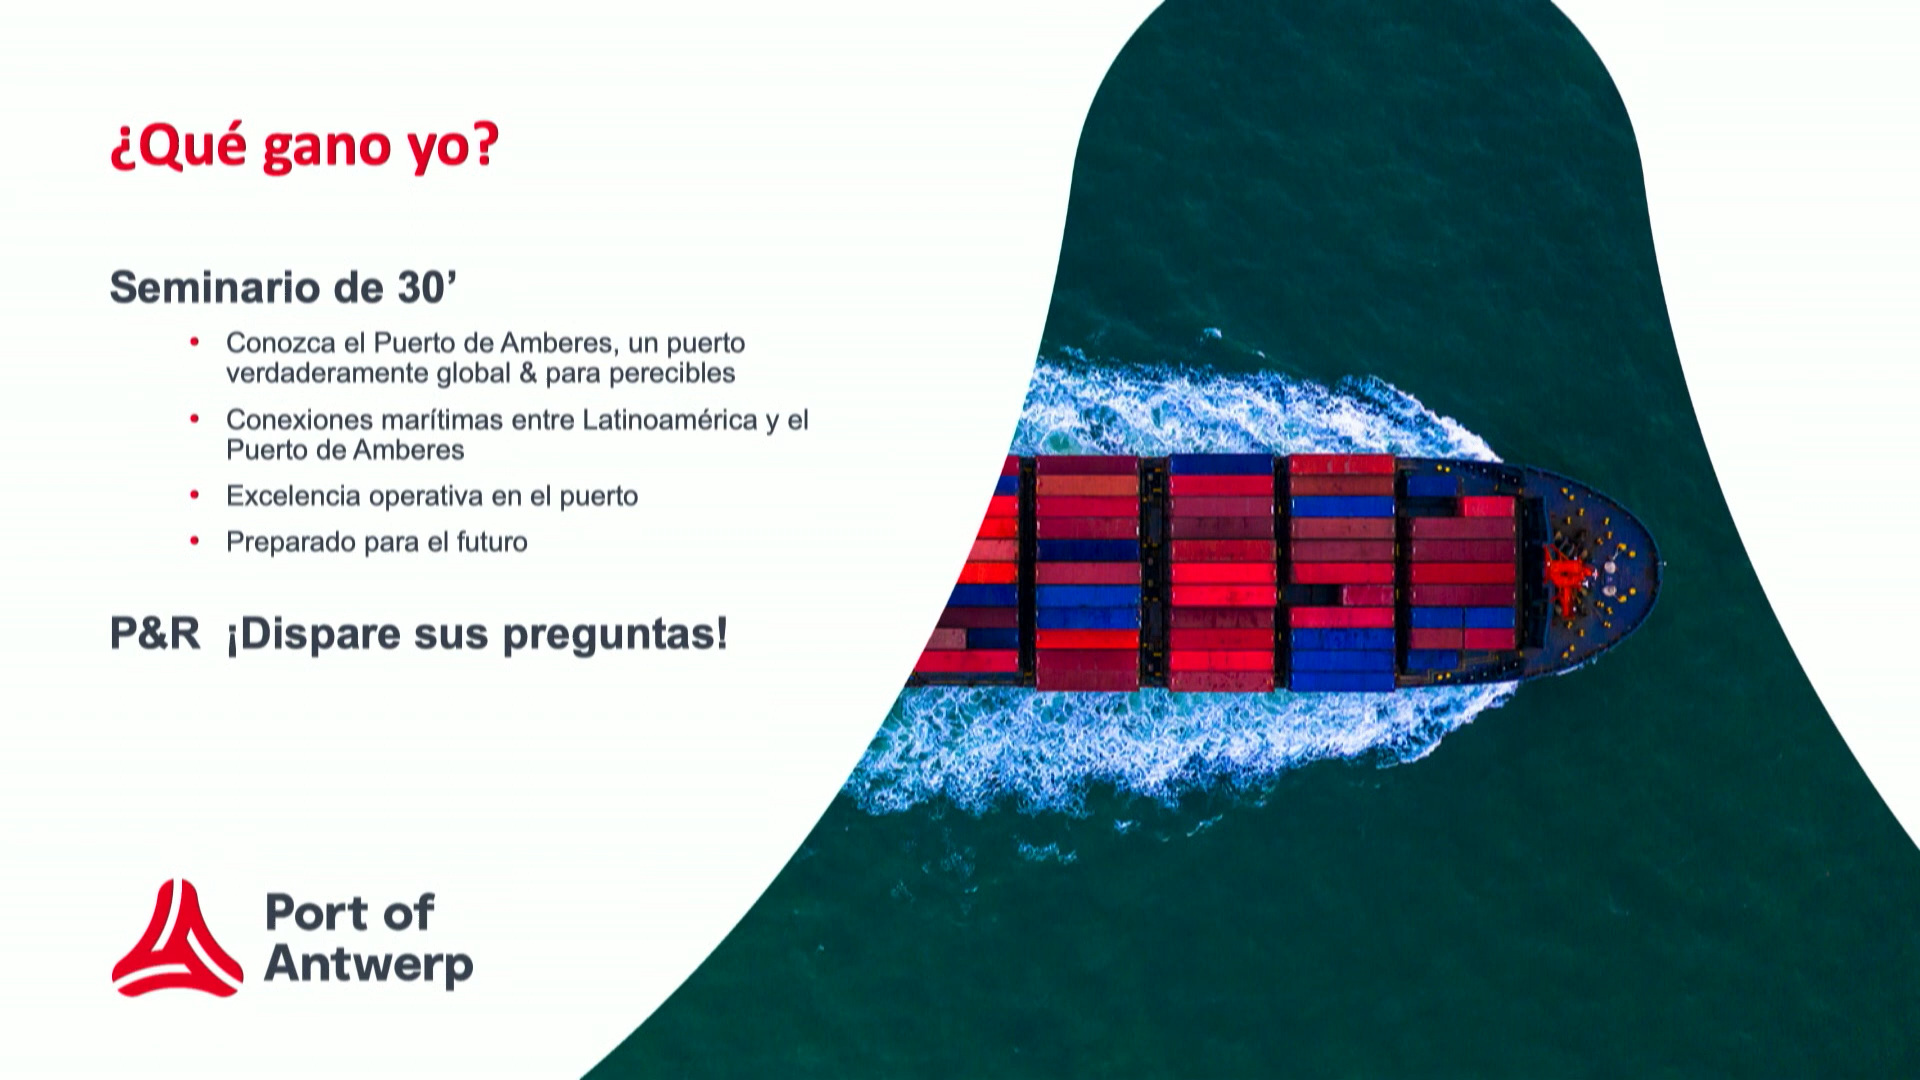 ¿Qué gano yo?
Seminario de 30’
• Conozca el Puerto de Amberes, un puerto
verdaderamente global & para perecibles
• Conexiones marítimas entre Latinoamérica y el
Puerto de Amberes
• Excelencia operativa en el puerto
• Preparado para el futuro
P&R ¡Dispare sus preguntas!
Port of
Antwerp